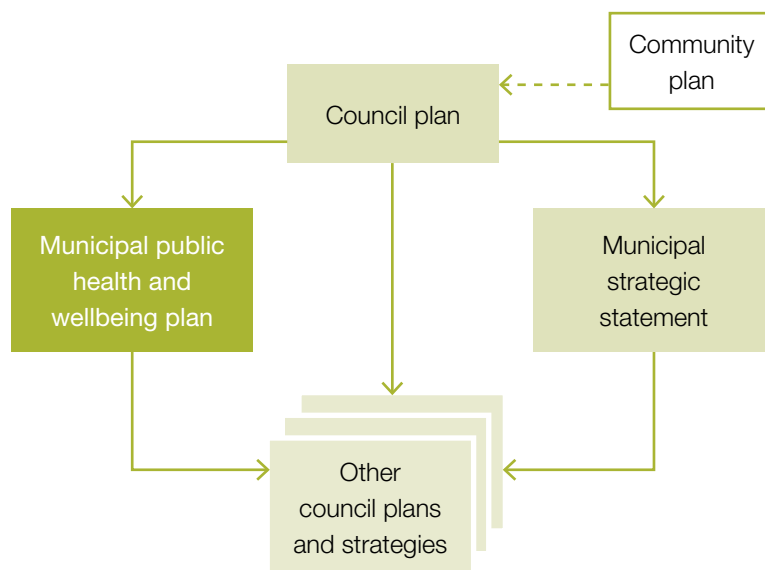 Community
plan
Council plan
Municipal public
health and
wellbeing plan
Municipal
strategic
statement
Other
council plans
and strategies